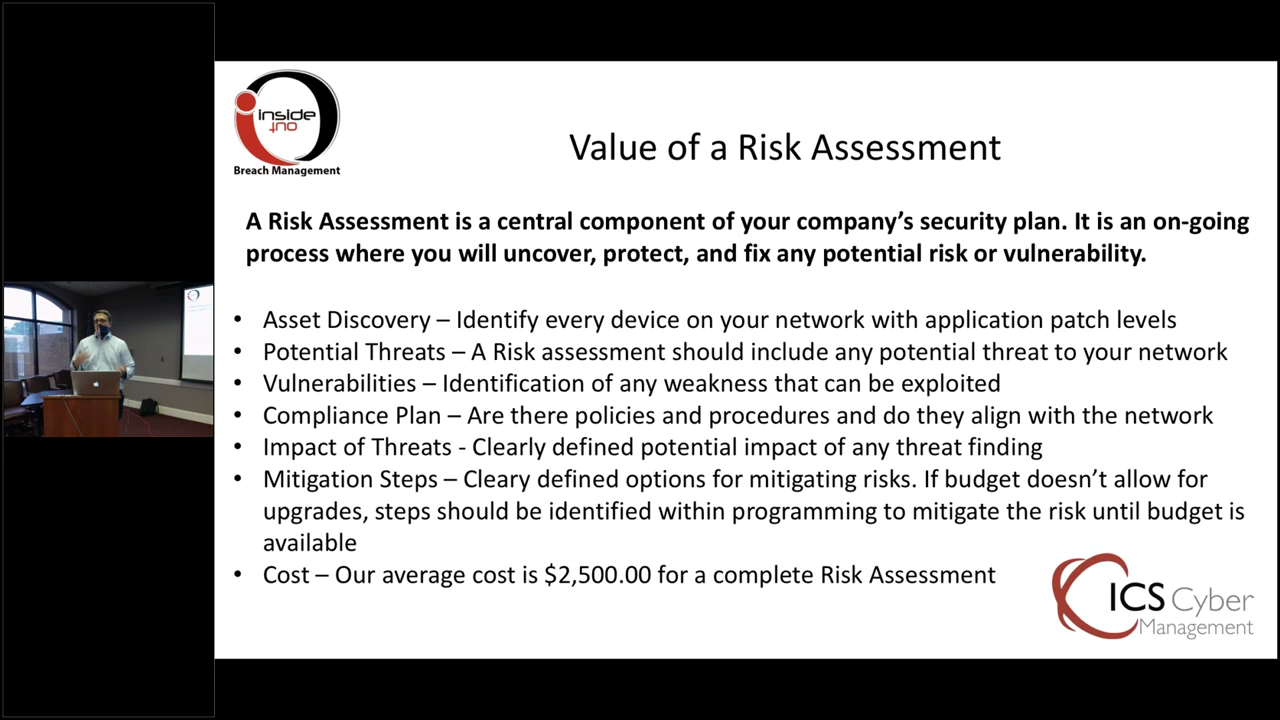 inside
out
Breach Management
Value of a Risk Assessment
A Risk Assessment is a central component of your company’s security plan. It is an on-going
process where you will uncover, protect, and fix any potential risk or vulnerability.
• Asset Discovery – Identify every device on your network with application patch levels
• Potential Threats – A Risk assessment should include any potential threat to your network
• Vulnerabilities – Identification of any weakness that can be exploited
• Compliance Plan – Are there policies and procedures and do they align with the network
• Impact of Threats - Clearly defined potential impact of any threat finding
• Mitigation Steps – Cleary defined options for mitigating risks. If budget doesn’t allow for
upgrades, steps should be identified within programming to mitigate the risk until budget is
available
• Cost – Our average cost is $2,500.00 for a complete Risk Assessment
ICS Cyber
Management